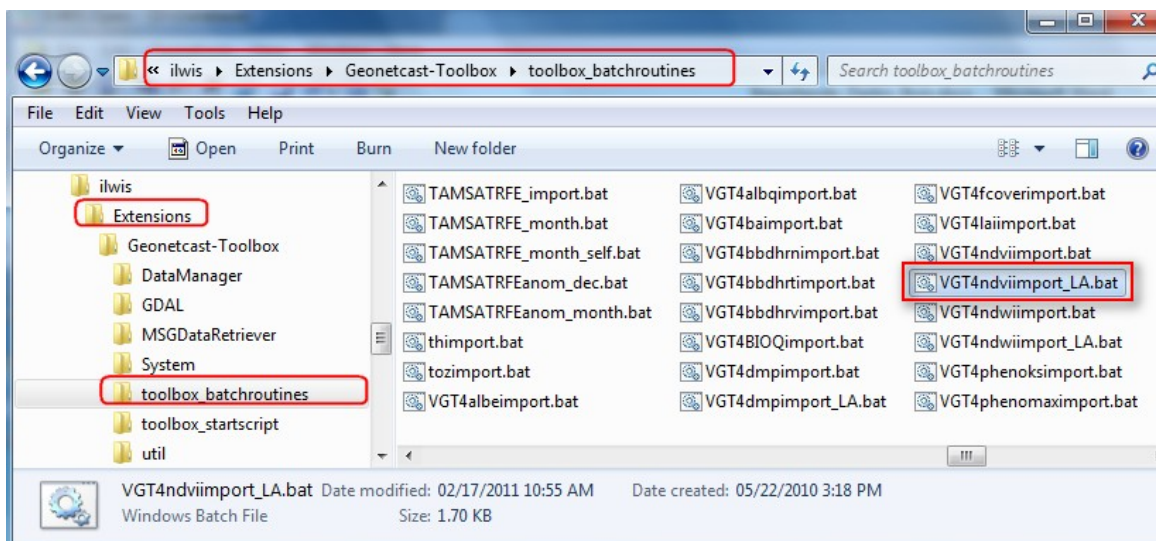 « ilwis ▸ Extensions ▸ Geonetcast-Toolbox ▸ toolbox_batchroutines
Search toolbox_batchroutines
File Edit View Tools Help
Organize Open Print Burn New folder
ilwis
Extensions
Geonetcast-Toolbox
DataManager
GDAL
MSGDataRetriever
System
toolbox_batchroutines
toolbox_startscript
util
TAMSATRFE_import.bat
TAMSATRFE_month.bat
TAMSATRFE_month_self.bat
TAMSATRFEanom_dec.bat
TAMSATRFEanom_month.bat
thimport.bat
tozimport.bat
VGT4albeimport.bat
VGT4albqimport.bat
VGT4baimport.bat
VGT4bbdhrnimport.bat
VGT4bbdhrtimport.bat
VGT4bbdhrvimport.bat
VGT4BIOQimport.bat
VGT4dmpimport.bat
VGT4dmpimport_LA.bat
VGT4fcoverimport.bat
VGT4laiimport.bat
VGT4ndviimport.bat
VGT4ndviimport_LA.bat
VGT4ndwiimport.bat
VGT4ndwiimport_LA.bat
VGT4phenoksimport.bat
VGT4phenomaximport.bat
VGT4ndviimport_LA.bat Date modified: 02/17/2011 10:55 AM Date created: 05/22/2010 3:18 PM
Windows Batch File Size: 1.70 KB